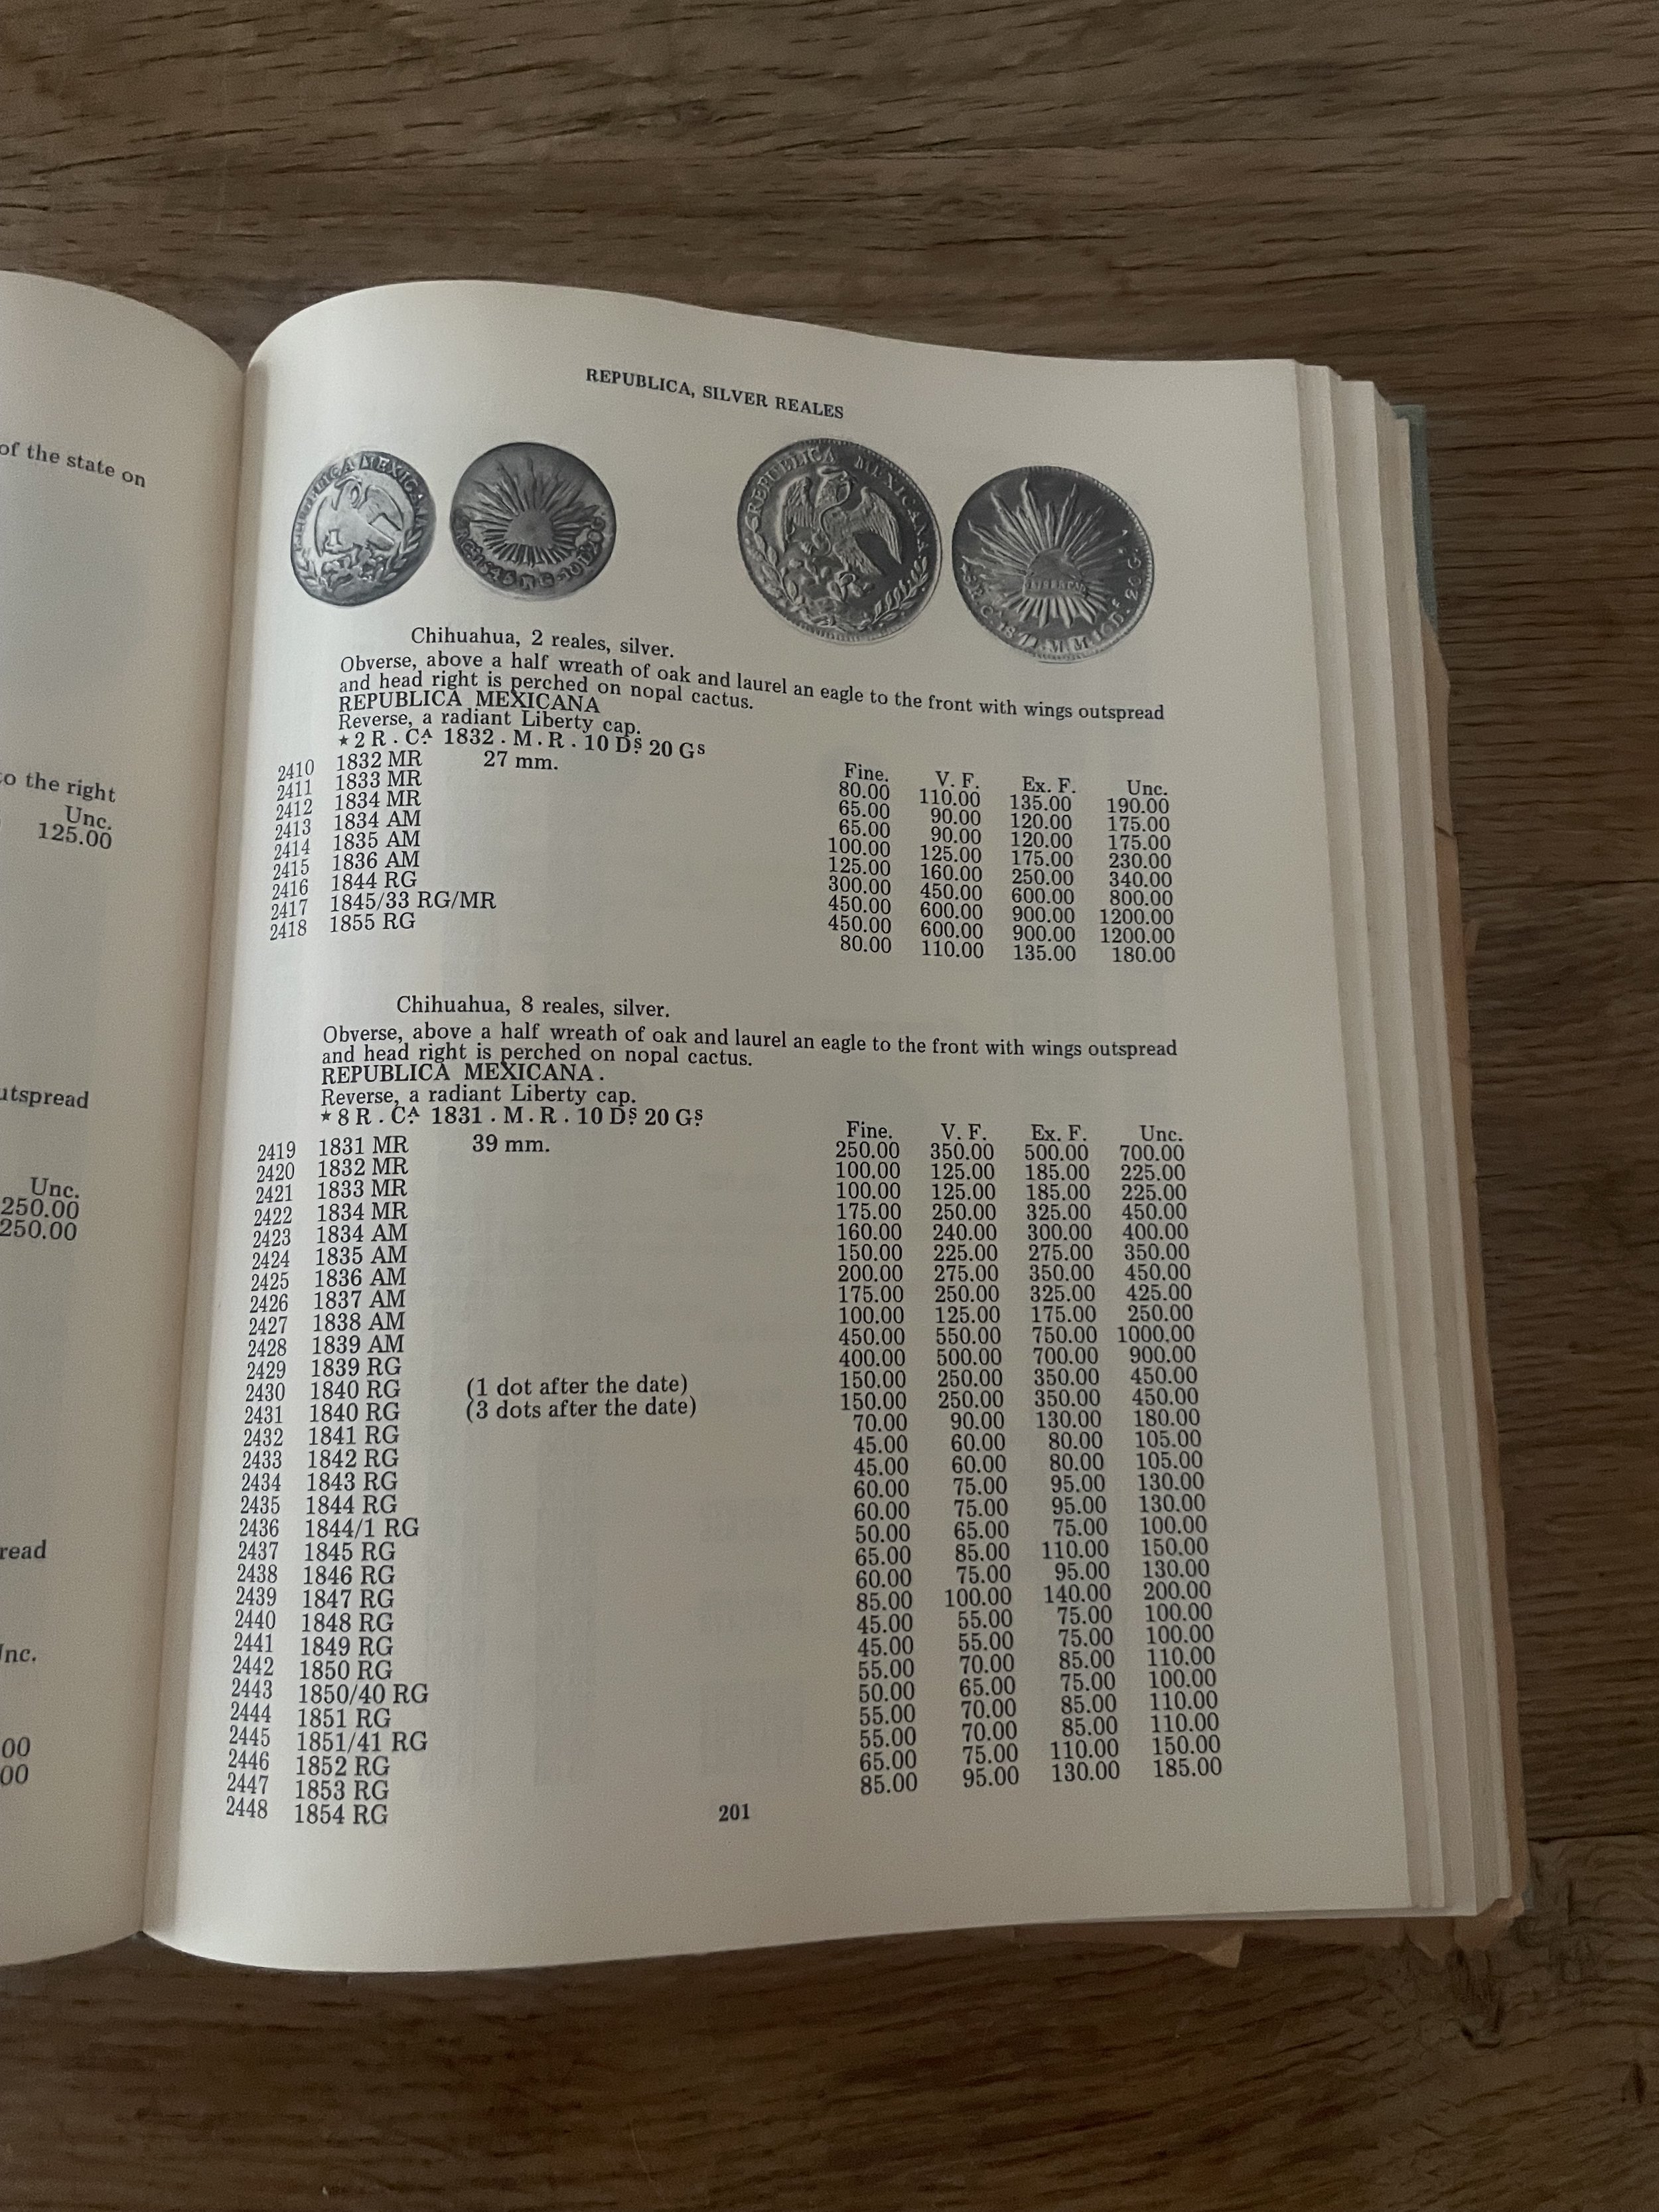 of the state on
o the right
Unc.
125.00
utspread
Unc.
250.00
250.00
read
nc.
00
00
REPUBLICA, SILVER REALES
Chihuahua, 2 reales, silver.
Obverse, above a half wreath of oak and laurel an eagle to the front with wings outspread
and head right is perched on nopal cactus.
REPUBLICA MEXICANA
Reverse, a radiant Liberty cap.
★ 2 R . Cᴬ. 1832 . M . R . 10 Dˢ. 20 Gˢ
Fine. V. F. Ex. F. Unc.
2410 1832 MR 27 mm. 80.00 110.00 135.00 190.00
2411 1833 MR 65.00 90.00 120.00 175.00
2412 1834 MR 65.00 90.00 120.00 175.00
2413 1834 AM 100.00 125.00 175.00 230.00
2414 1835 AM 125.00 160.00 250.00 340.00
2415 1836 AM 300.00 450.00 600.00 800.00
2416 1844 RG 450.00 600.00 900.00 1200.00
2417 1845/33 RG/MR 450.00 600.00 900.00 1200.00
2418 1855 RG 80.00 110.00 135.00 180.00
Chihuahua, 8 reales, silver.
Obverse, above a half wreath of oak and laurel an eagle to the front with wings outspread
and head right is perched on nopal cactus.
REPUBLICA MEXICANA .
Reverse, a radiant Liberty cap.
★ 8 R . Cᴬ. 1831 . M . R . 10 Dˢ. 20 Gˢ.
Fine. V. F. Ex. F. Unc.
2419 1831 MR 39 mm. 250.00 350.00 500.00 700.00
2420 1832 MR 100.00 125.00 185.00 225.00
2421 1833 MR 100.00 125.00 185.00 225.00
2422 1834 MR 175.00 250.00 325.00 450.00
2423 1834 AM 160.00 240.00 300.00 400.00
2424 1835 AM 150.00 225.00 275.00 350.00
2425 1836 AM 200.00 275.00 350.00 450.00
2426 1837 AM 175.00 250.00 325.00 425.00
2427 1838 AM 100.00 125.00 175.00 250.00
2428 1839 AM 450.00 550.00 750.00 1000.00
2429 1839 RG 400.00 500.00 700.00 900.00
2430 1840 RG (1 dot after the date) 150.00 250.00 350.00 450.00
2431 1840 RG (3 dots after the date) 150.00 250.00 350.00 450.00
2432 1841 RG 70.00 90.00 130.00 180.00
2433 1842 RG 45.00 60.00 80.00 105.00
2434 1843 RG 45.00 60.00 80.00 105.00
2435 1844 RG 60.00 75.00 95.00 130.00
2436 1844/1 RG 60.00 75.00 95.00 130.00
2437 1845 RG 50.00 65.00 75.00 100.00
2438 1846 RG 65.00 85.00 110.00 150.00
2439 1847 RG 60.00 75.00 95.00 130.00
2440 1848 RG 85.00 100.00 140.00 200.00
2441 1849 RG 45.00 55.00 75.00 100.00
2442 1850 RG 45.00 55.00 75.00 100.00
2443 1850/40 RG 55.00 70.00 85.00 110.00
2444 1851 RG 50.00 65.00 75.00 100.00
2445 1851/41 RG 55.00 70.00 85.00 110.00
2446 1852 RG 55.00 70.00 85.00 110.00
2447 1853 RG 65.00 75.00 110.00 150.00
2448 1854 RG 85.00 95.00 130.00 185.00
201